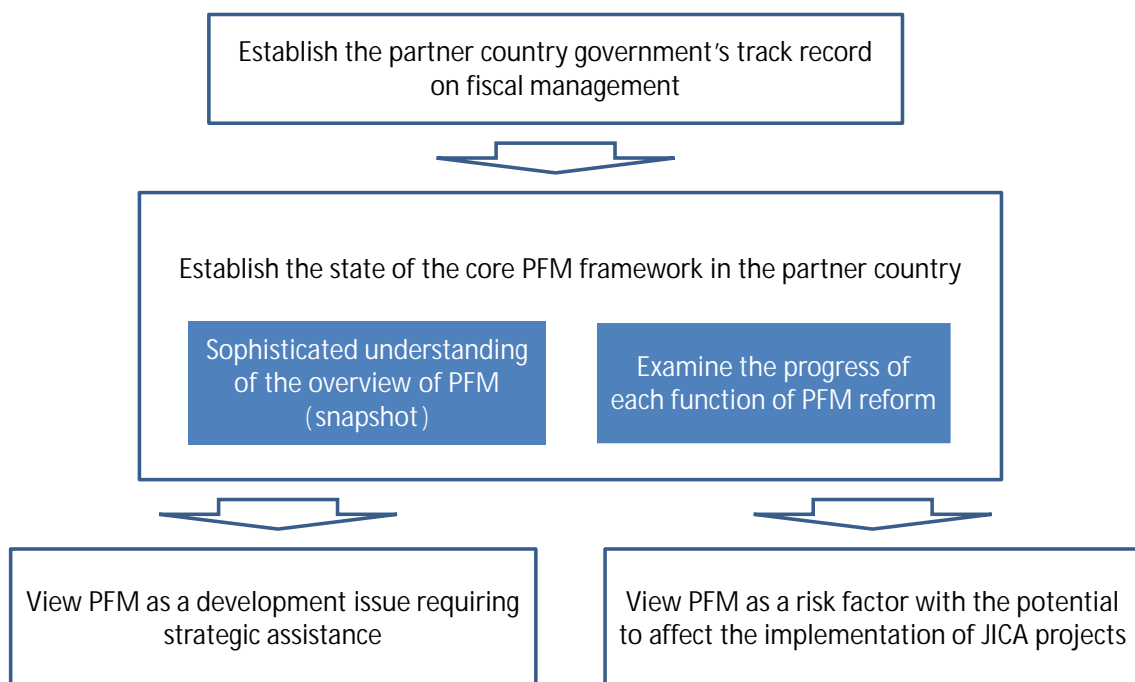 Establish the partner country government's track record
on fiscal management
Establish the state of the core PFM framework in the partner country
Sophisticated understanding
of the overview of PFM
(snapshot)
Examine the progress of
each function of PFM reform
View PFM as a development issue requiring
strategic assistance
View PFM as a risk factor with the potential
to affect the implementation of JICA projects